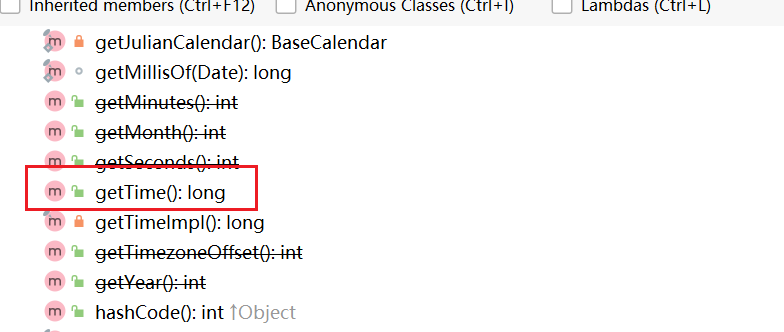 Inherited members (Ctrl+F12) Anonymous Classes (Ctrl+I) Lambdas (Ctrl+L)
m getJulianCalendar(): BaseCalendar
m getMillisOf(Date): long
m getMinutes(): int
m getMonth(): int
m getSeconds(): int
m getTime(): long
m getTimeImpl(): long
m getTimezoneOffset(): int
m getYear(): int
m hashCode(): int ↑Object